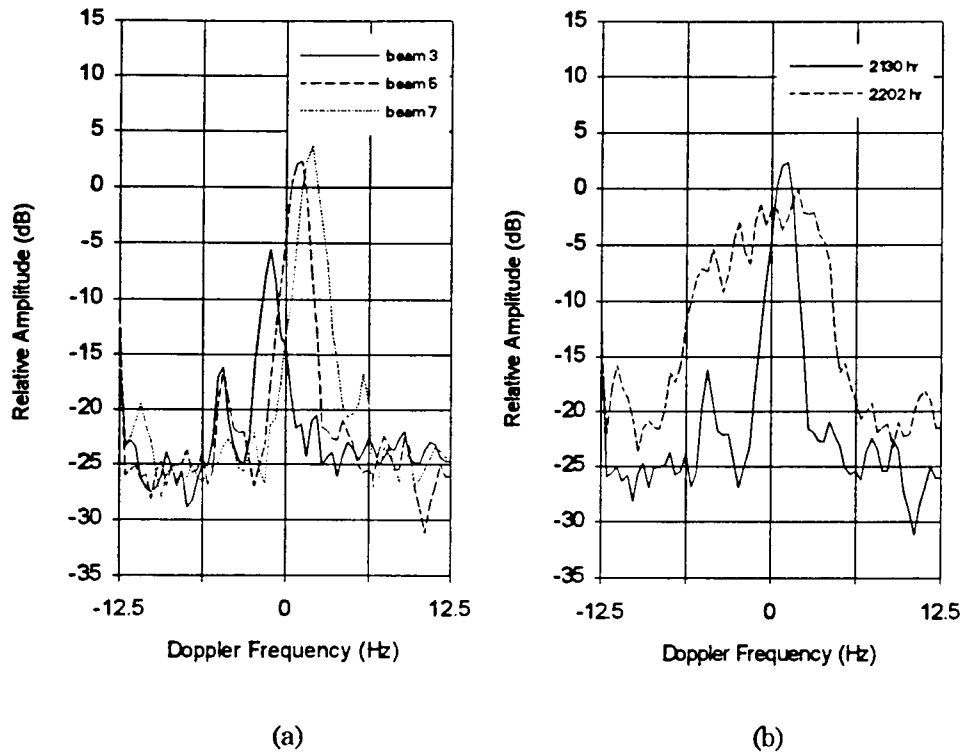 15
10
5
0
-5
-10
-15
-20
-25
-30
-35
Relative Amplitude (dB)
beam 3
beam 5
beam 7
-12.5 0 12.5
Doppler Frequency (Hz)
(a)
15
10
5
0
-5
-10
-15
-20
-25
-30
-35
Relative Amplitude (dB)
2130 hr
2202 hr
-12.5 0 12.5
Doppler Frequency (Hz)
(b)